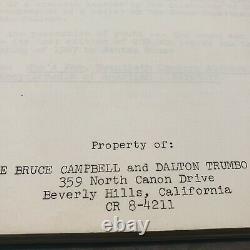 Property of:
E BRUCE CAMPBELL and DALTON TRUMBO
359 North Canon Drive
Beverly Hills, California
CR 8-4211